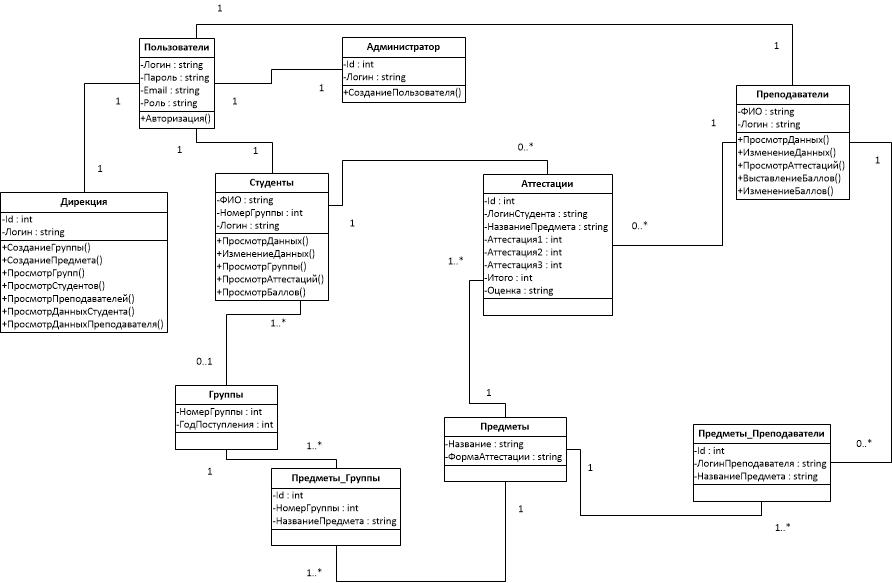 1
Пользователи
-Логин : string
-Пароль : string
-Email : string
-Роль : string
+Авторизация()
Администратор
-Id : int
-Логин : string
+СозданиеПользователя()
1
Преподаватели
-ФИО : string
-Логин : string
+ПросмотрДанных()
+ИзменениеДанных()
+ПросмотрАттестаций()
+ВыставлениеБаллов()
+ИзменениеБаллов()
1
1
1
1
1
1
1
1
1
0..*
Дирекция
-Id : int
-Логин : string
+СозданиеГруппы()
+СозданиеПредмета()
+ПросмотрГрупп()
+ПросмотрСтудентов()
+ПросмотрПреподавателей()
+ПросмотрДанныхСтудента()
+ПросмотрДанныхПреподавателя()
Студенты
-ФИО : string
-НомерГруппы : int
-Логин : string
+ПросмотрДанных()
+ИзменениеДанных()
+ПросмотрГруппы()
+ПросмотрАттестаций()
+ПросмотрБаллов()
1
Аттестации
-Id : int
-ЛогинСтудента : string
-НазваниеПредмета : string
-Аттестация1 : int
-Аттестация2 : int
-Аттестация3 : int
-Итого : int
-Оценка : string
0..*
1..*
1..*
0..1
Группы
-НомерГруппы : int
-ГодПоступления : int
1
1..*
Предметы_Группы
-Id : int
-НомерГруппы : int
-НазваниеПредмета : string
1..*
1
Предметы
-Название : string
-ФормаАттестации : string
1
1
Предметы_Преподаватели
-Id : int
-ЛогинПреподавателя : string
-НазваниеПредмета : string
0..*
1..*